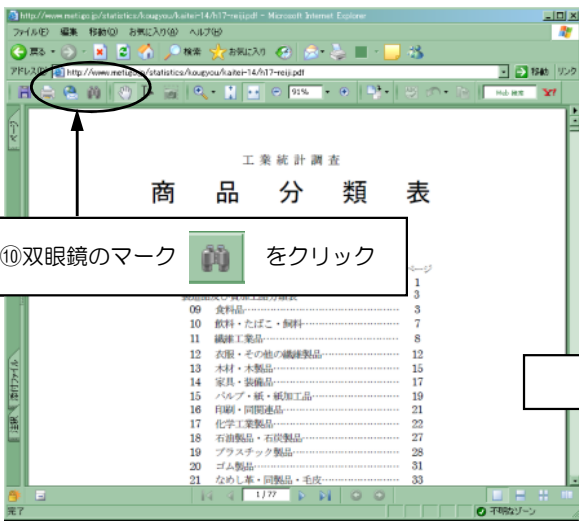 http://www.meti.go.jp/statistics/kougyou/kaitei-14/h17-reiji.pdf - Microsoft Internet Explorer
ファイル(F) 編集 移動(O) お気に入り(A) ヘルプ(H)
戻る 検索 お気に入り
アドレス(D) http://www.meti.go.jp/statistics/kougyou/kaitei-14/h17-reiji.pdf 移動 リンク
91% Web 検索 Y!
ページ
工業統計調査
商品分類表
⑩双眼鏡のマーク をクリック
ページ
1
3
09 食料品 3
10 飲料・たばこ・飼料 7
11 繊維工業品 8
12 衣服・その他の繊維製品 12
13 木材・木製品 15
14 家具・装備品 17
15 パルプ・紙・紙加工品 19
16 印刷・同関連品 21
17 化学工業製品 22
18 石油製品・石炭製品 27
19 プラスチック製品 28
20 ゴム製品 31
21 なめし革・同製品・毛皮 33
添付ファイル
注釈
1/77
完了 不明なゾーン